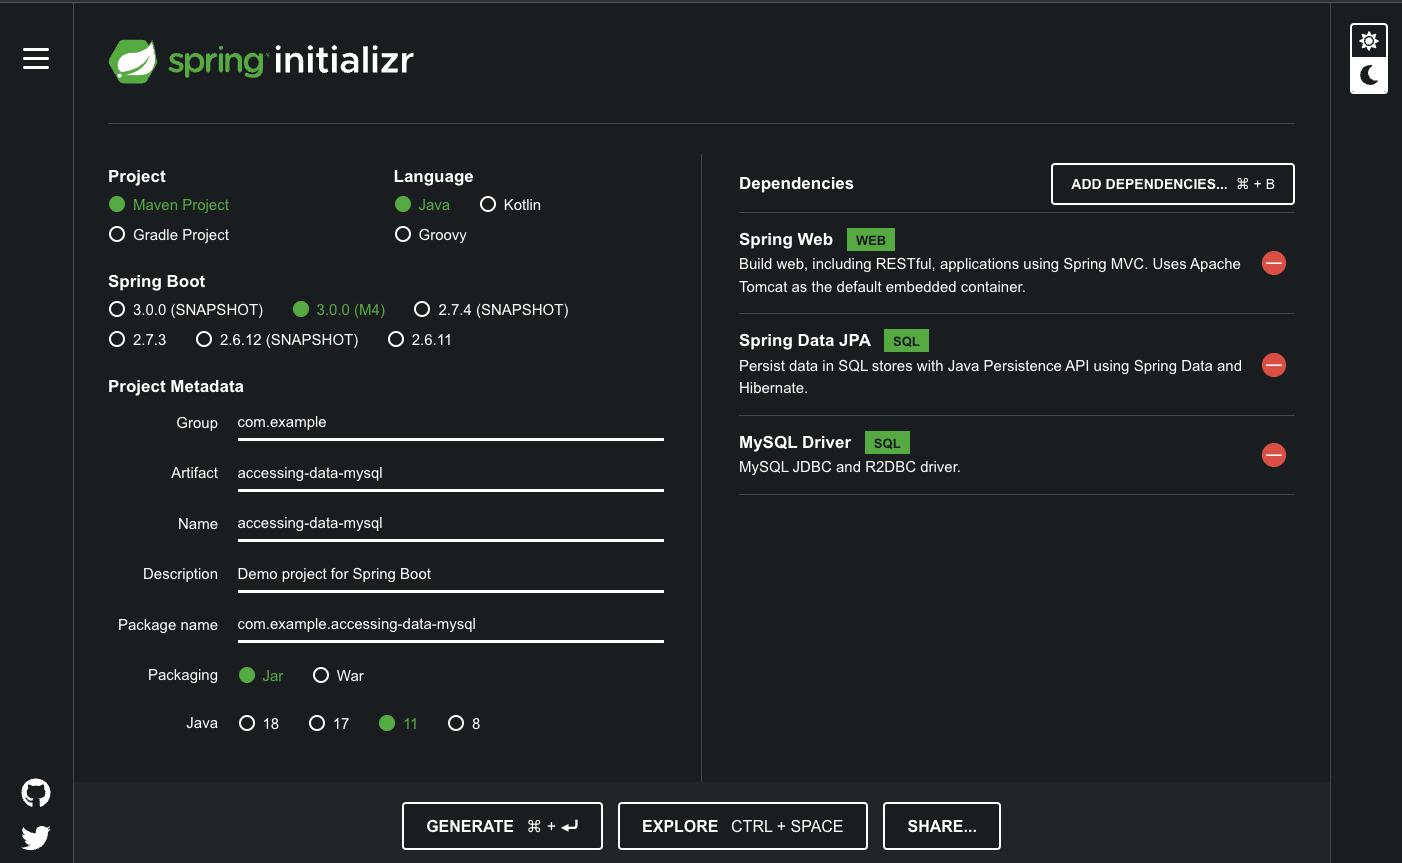 spring initializr
Project
Maven Project
Gradle Project
Language
Java Kotlin
Groovy
Spring Boot
3.0.0 (SNAPSHOT) 3.0.0 (M4) 2.7.4 (SNAPSHOT)
2.7.3 2.6.12 (SNAPSHOT) 2.6.11
Project Metadata
Group com.example
Artifact accessing-data-mysql
Name accessing-data-mysql
Description Demo project for Spring Boot
Package name com.example.accessing-data-mysql
Packaging Jar War
Java 18 17 11 8
Dependencies ADD DEPENDENCIES... ⌘ + B
Spring Web WEB
Build web, including RESTful, applications using Spring MVC. Uses Apache
Tomcat as the default embedded container.
Spring Data JPA SQL
Persist data in SQL stores with Java Persistence API using Spring Data and
Hibernate.
MySQL Driver SQL
MySQL JDBC and R2DBC driver.
GENERATE ⌘ + ⏎ EXPLORE CTRL + SPACE SHARE...